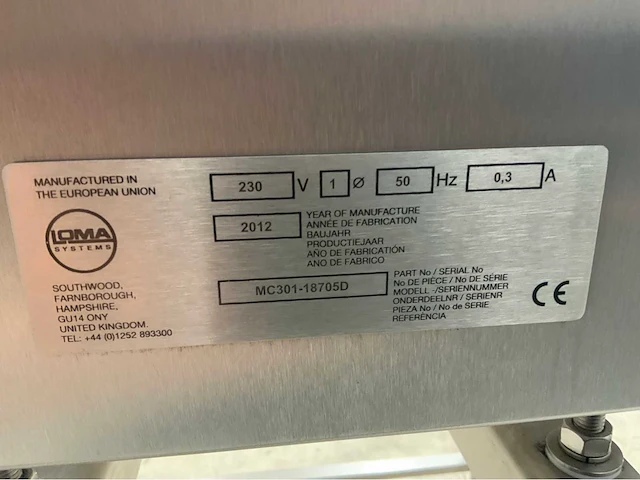 MANUFACTURED IN
THE EUROPEAN UNION
230 V 1 Ø 50 Hz 0,3 A
LOMA
SYSTEMS
2012
YEAR OF MANUFACTURE
ANNÉE DE FABRICATION
BAUJAHR
PRODUCTIEJAAR
AÑO DE FABRICATIÓN
ANO DE FABRICO
SOUTHWOOD,
FARNBOROUGH,
HAMPSHIRE,
GU14 ONY
UNITED KINGDOM.
TEL: +44 (0)1252 893300
MC301-18705D
PART No / SERIAL No
No DE PIÈCE / No DE SÉRIE
MODELL -/SERIENNUMMER
ONDERDEELNR / SERIENR
PIEZA No / No de SERIE
REFERÊNCIA
CE